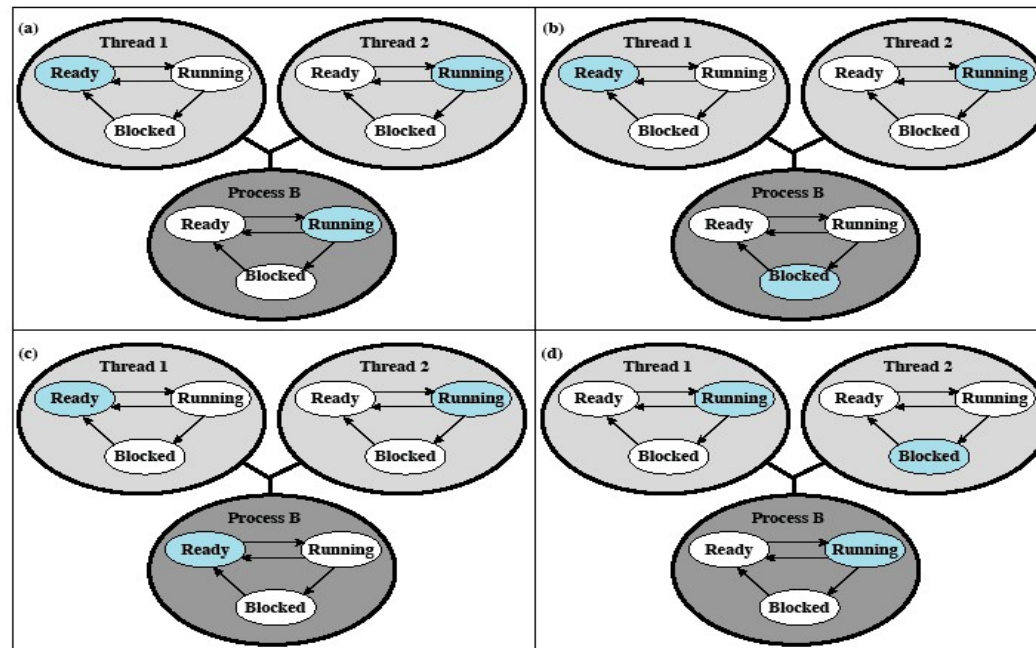 (a)
Thread 1
Thread 2
Ready
Running
Ready
Running
Blocked
Blocked
Process B
Ready
Running
Blocked
(b)
Thread 1
Thread 2
Ready
Running
Ready
Running
Blocked
Blocked
Process B
Ready
Running
Blocked
(c)
Thread 1
Thread 2
Ready
Running
Ready
Running
Blocked
Blocked
Process B
Ready
Running
Blocked
(d)
Thread 1
Thread 2
Ready
Running
Ready
Running
Blocked
Blocked
Process B
Ready
Running
Blocked